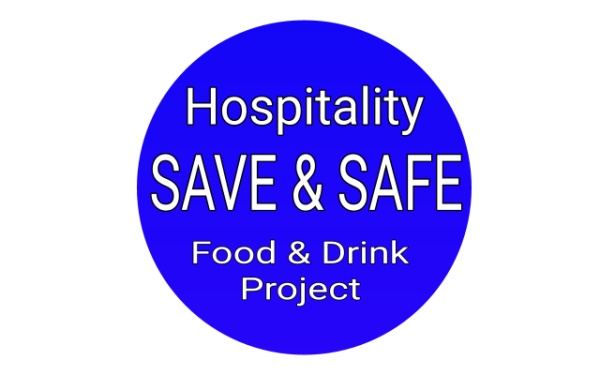 Hospitality
SAVE & SAFE
Food & Drink
Project